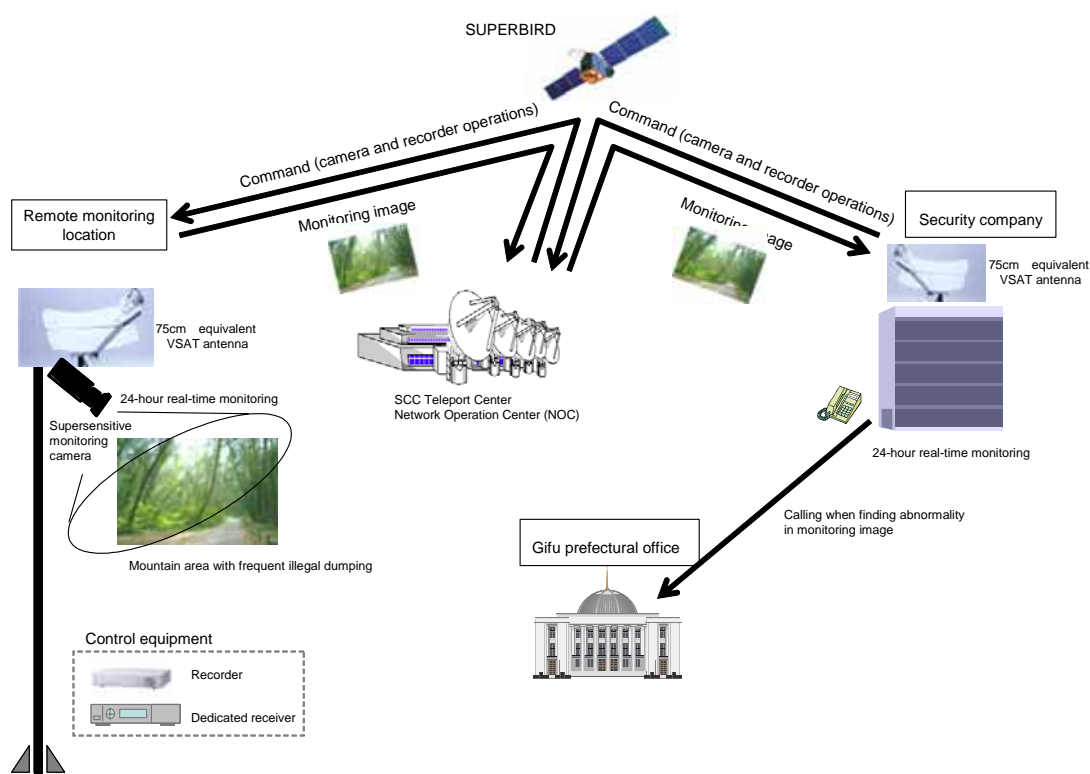 SUPERBIRD
Command (camera and recorder operations)
Monitoring image
Command (camera and recorder operations)
Monitoring image
Remote monitoring
location
Security company
75cm equivalent
VSAT antenna
75cm equivalent
VSAT antenna
SCC Teleport Center
Network Operation Center (NOC)
24-hour real-time monitoring
Supersensitive
monitoring
camera
Mountain area with frequent illegal dumping
24-hour real-time monitoring
Calling when finding abnormality
in monitoring image
Gifu prefectural office
Control equipment
Recorder
Dedicated receiver